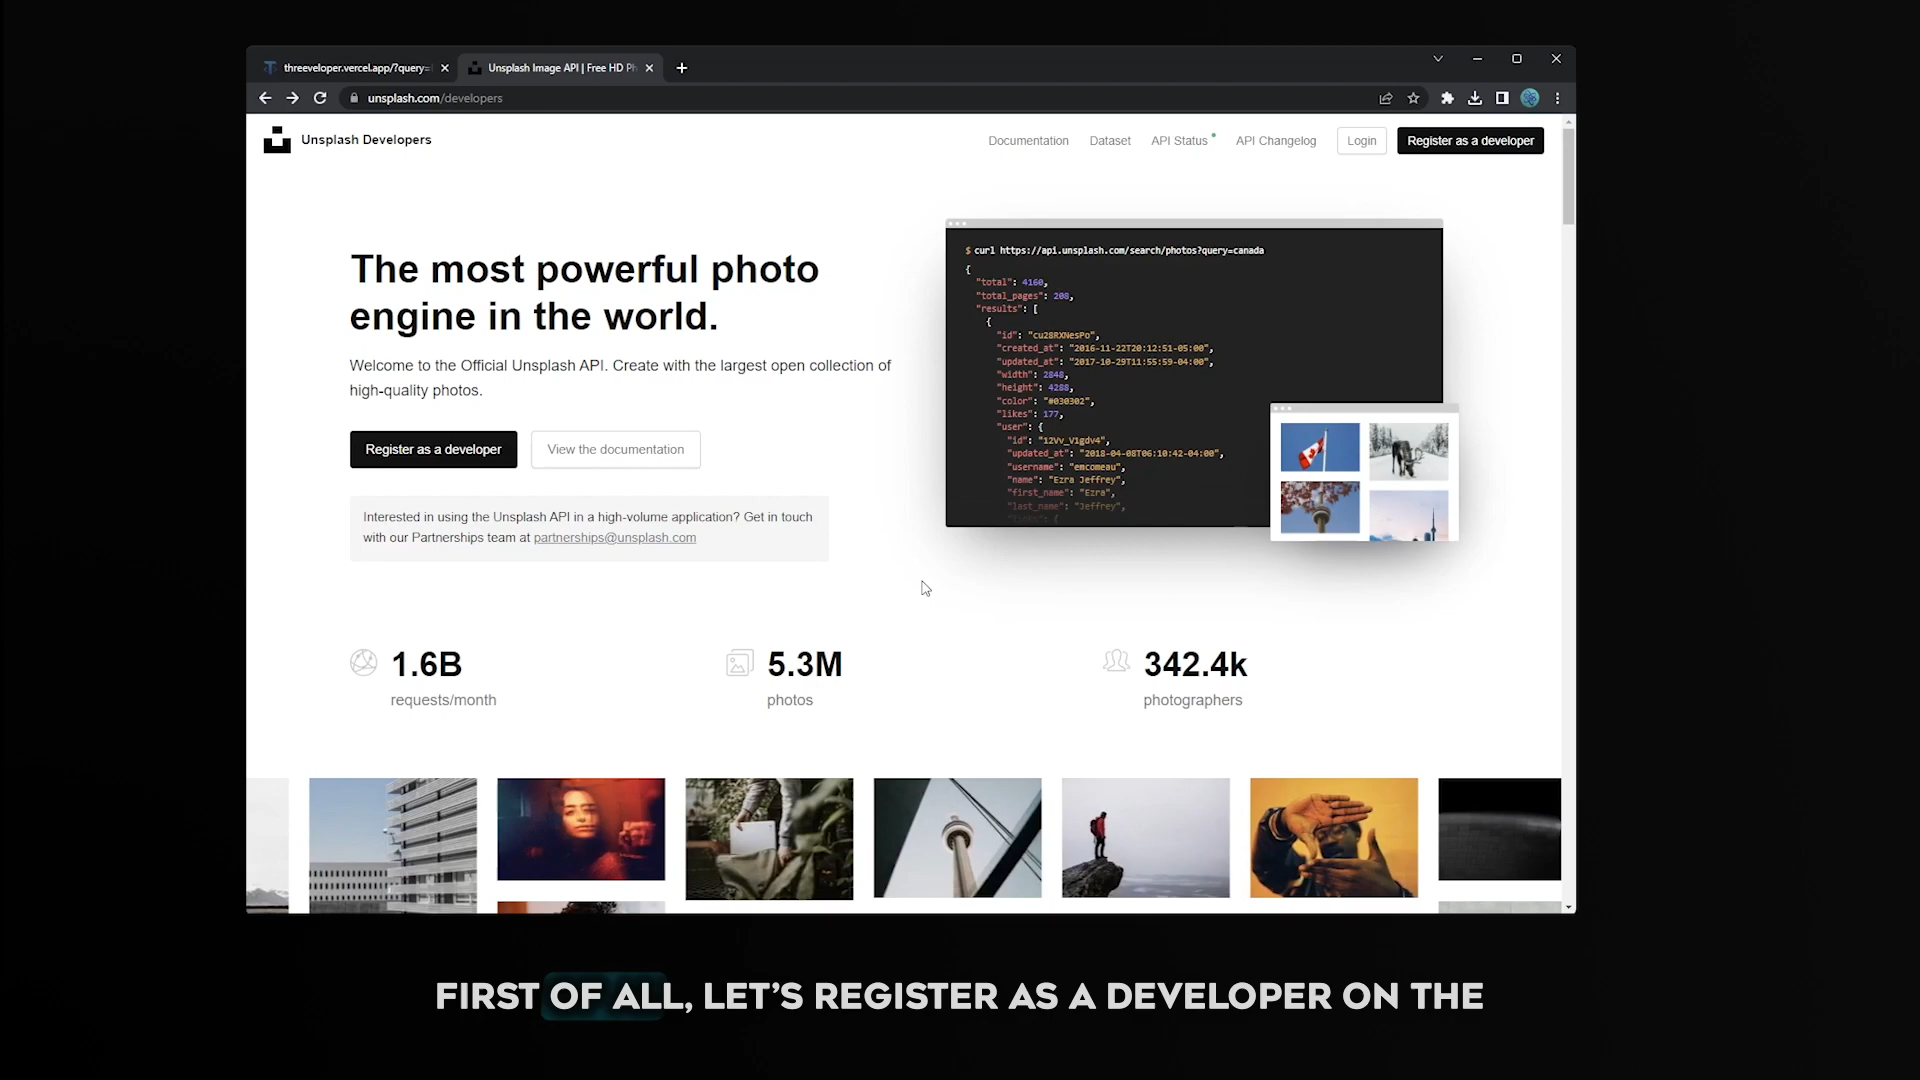 threeveloper.vercel.app/?query=
Unsplash Image API | Free HD Ph
unsplash.com/developers
Unsplash Developers
Documentation
Dataset
API Status
API Changelog
Login
Register as a developer
The most powerful photo
engine in the world.
Welcome to the Official Unsplash API. Create with the largest open collection of
high-quality photos.
Register as a developer
View the documentation
Interested in using the Unsplash API in a high-volume application? Get in touch
with our Partnerships team at partnerships@unsplash.com
$ curl https://api.unsplash.com/search/photos?query=canada
{
"total": 4160,
"total_pages": 208,
"results": [
{
"id": "cu28RXNesPo",
"created_at": "2016-11-22T20:12:51-05:00",
"updated_at": "2017-10-29T11:55:59-04:00",
"width": 2848,
"height": 4288,
"color": "#030302",
"likes": 177,
"user": {
"id": "12Vv_V1gdv4",
"updated_at": "2018-04-08T06:10:42-04:00",
"username": "emcomeau",
"name": "Ezra Jeffrey",
"first_name": "Ezra",
"last_name": "Jeffrey",
1.6B
requests/month
5.3M
photos
342.4k
photographers
FIRST OF ALL, LET'S REGISTER AS A DEVELOPER ON THE